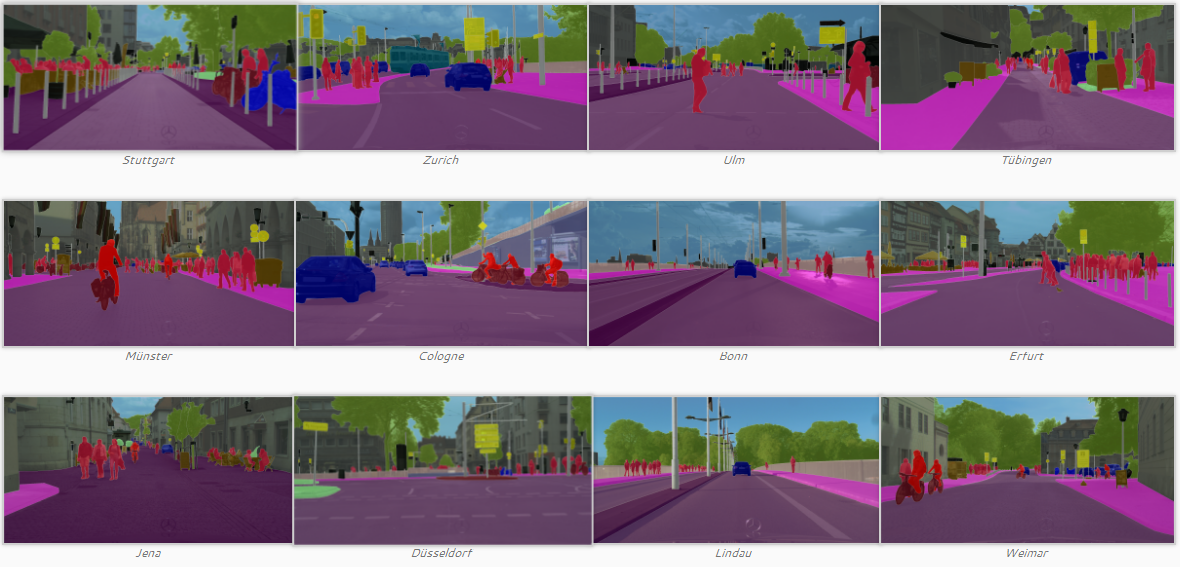 Stuttgart
Zurich
Ulm
Tübingen
Münster
Cologne
Bonn
Erfurt
Jena
Düsseldorf
Lindau
Weimar